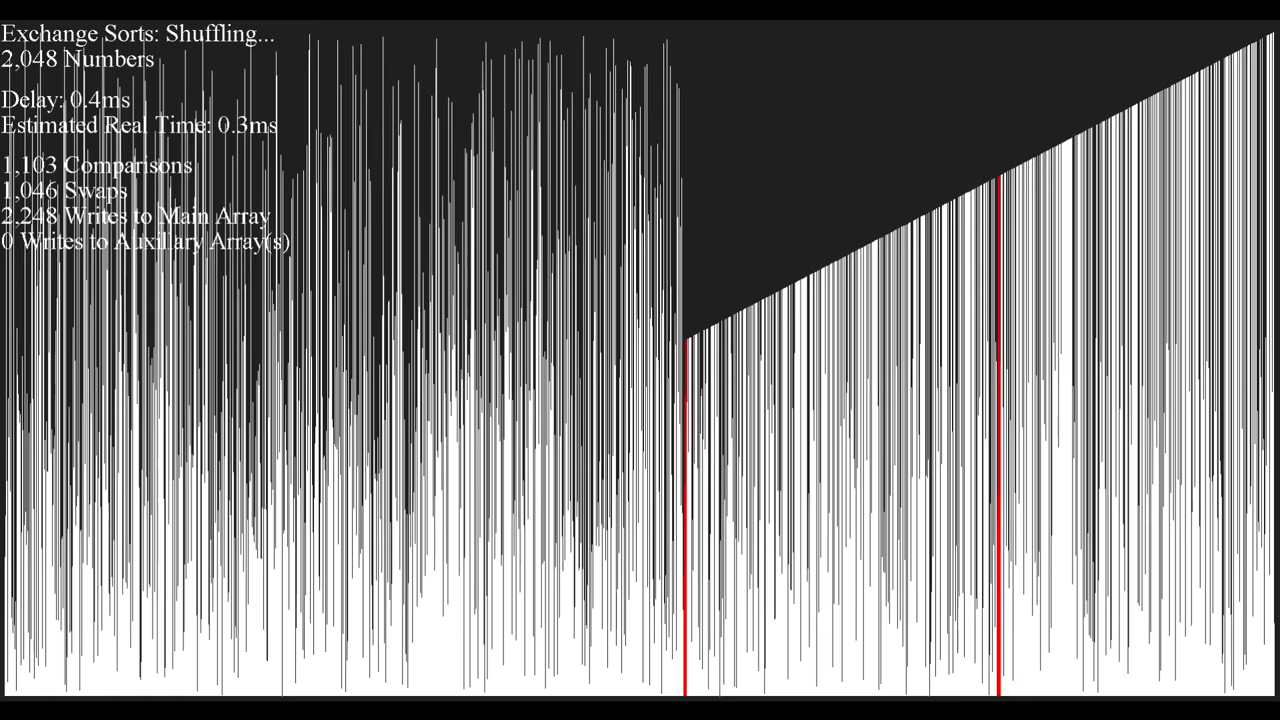 Exchange Sorts: Shuffling...
2,048 Numbers
Delay: 0.4ms
Estimated Real Time: 0.3ms
1,103 Comparisons
1,046 Swaps
2,248 Writes to Main Array
0 Writes to Auxillary Array(s)